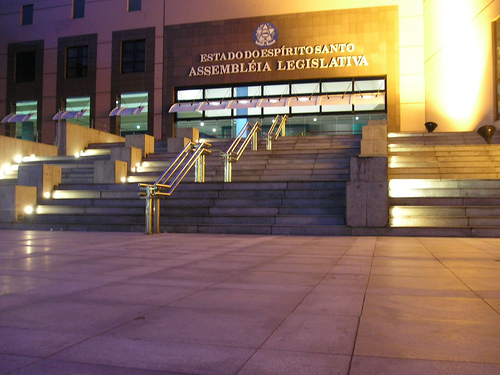 ESTADO DO ESPÍRITO SANTO
ASSEMBLÉIA LEGISLATIVA